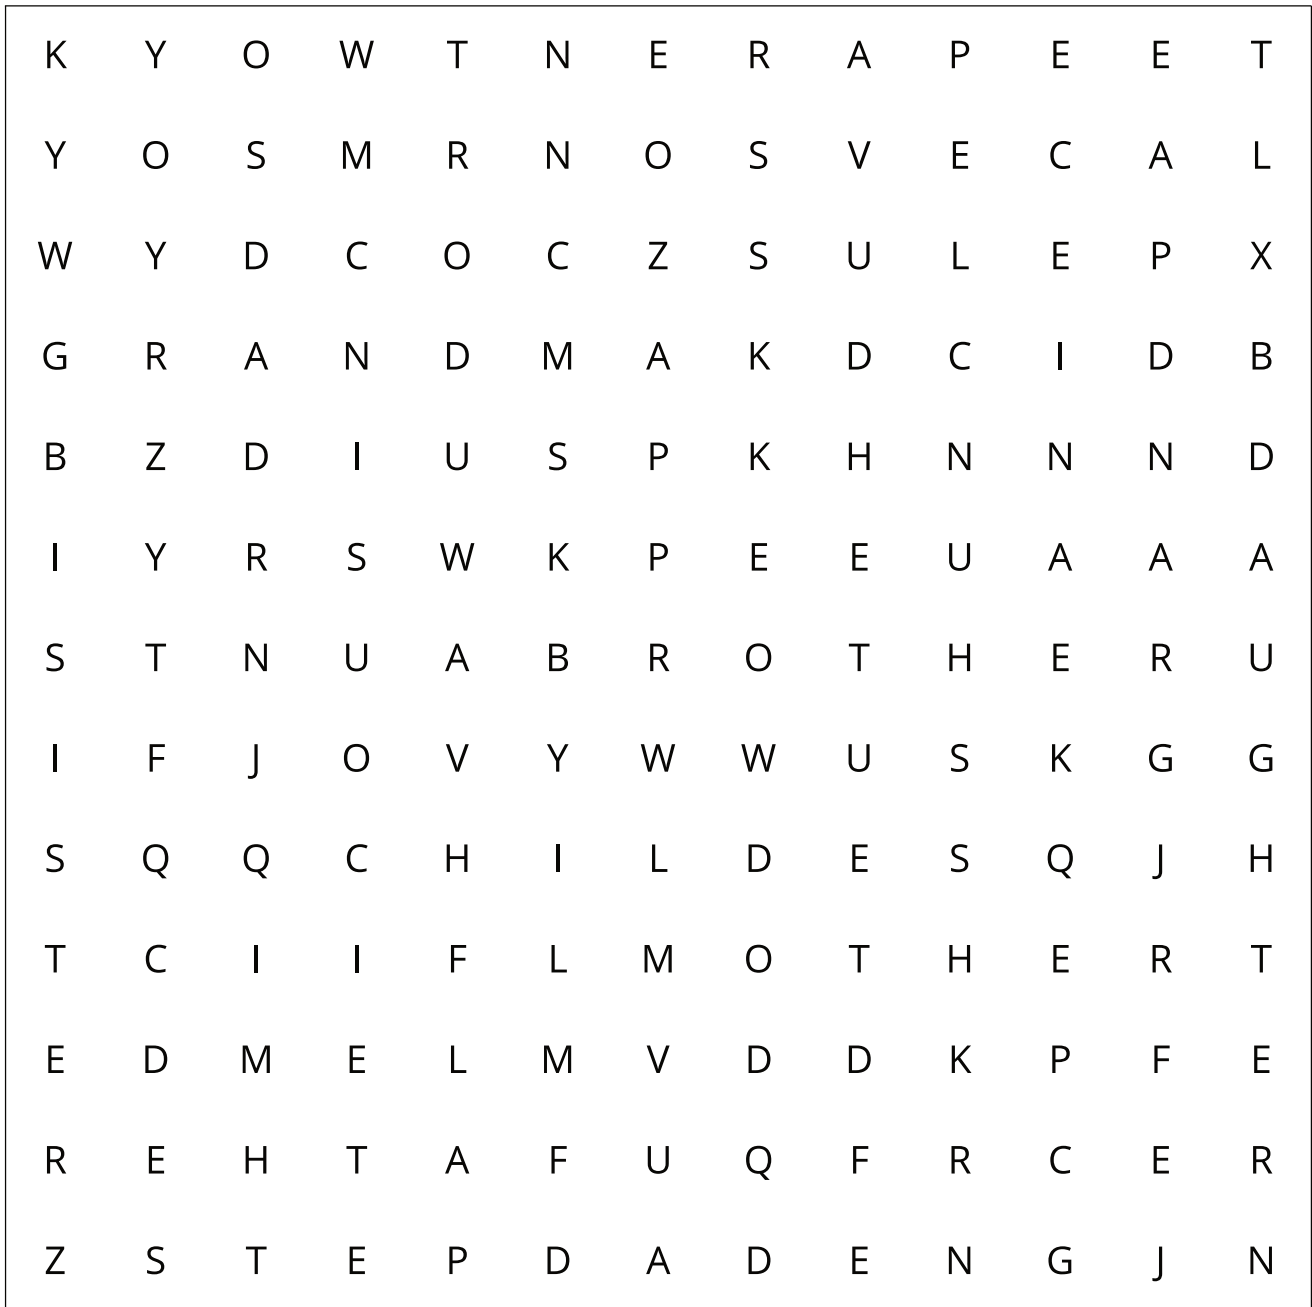 K Y O W T N E R A P E E T
Y O S M R N O S V E C A L
W Y D C O C Z S U L E P X
G R A N D M A K D C I D B
B Z D I U S P K H N N N D
I Y R S W K P E E U A A A
S T N U A B R O T H E R U
I F J O V Y W W U S K G G
S Q Q C H I L D E S Q J H
T C I I F L M O T H E R T
E D M E L M V D D K P F E
R E H T A F U Q F R C E R
Z S T E P D A D E N G J N